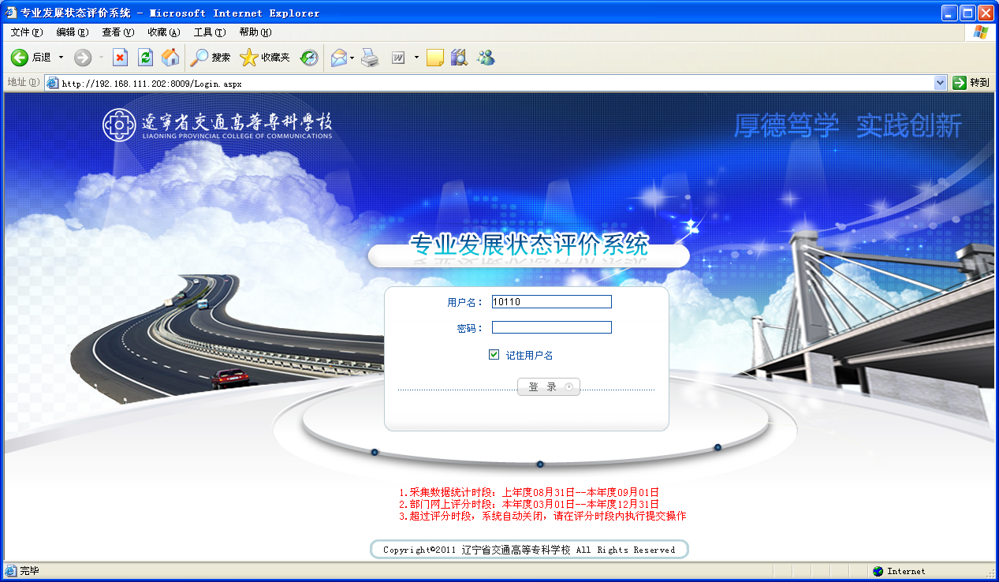 专业发展状态评价系统 - Microsoft Internet Explorer
文件(F) 编辑(E) 查看(V) 收藏(A) 工具(T) 帮助(H)
后退 搜索 收藏夹
地址(D) http://192.168.111.202:8009/Login.aspx 转到
辽宁省交通高等专科学校
LIAONING PROVINCIAL COLLEGE OF COMMUNICATIONS
厚德笃学 实践创新
专业发展状态评价系统
用户名： 10110
密码：
记住用户名
登 录
1.采集数据统计时段：上年度08月31日--本年度09月01日
2.部门网上评分时段：本年度03月01日--本年度12月31日
3.超过评分时段，系统自动关闭，请在评分时段内执行提交操作
Copyright©2011 辽宁省交通高等专科学校 All Rights Reserved
完毕 Internet